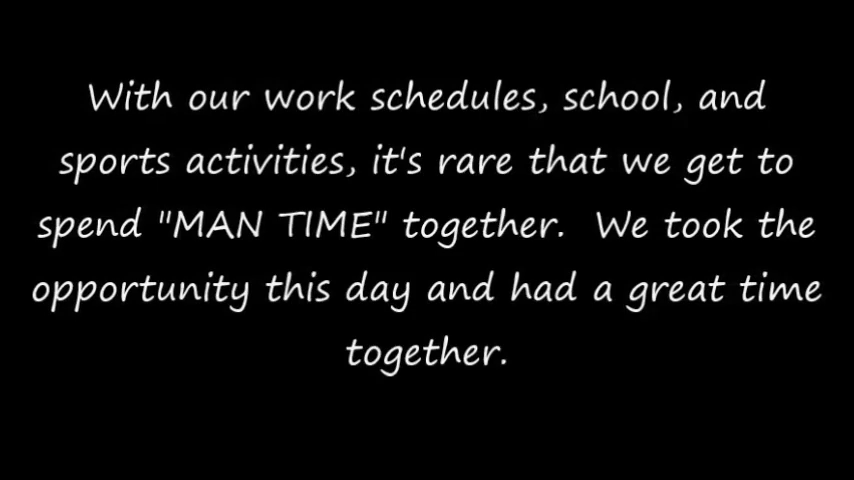 With our work schedules, school, and
sports activities, it's rare that we get to
spend "MAN TIME" together.  We took the
opportunity this day and had a great time
together.